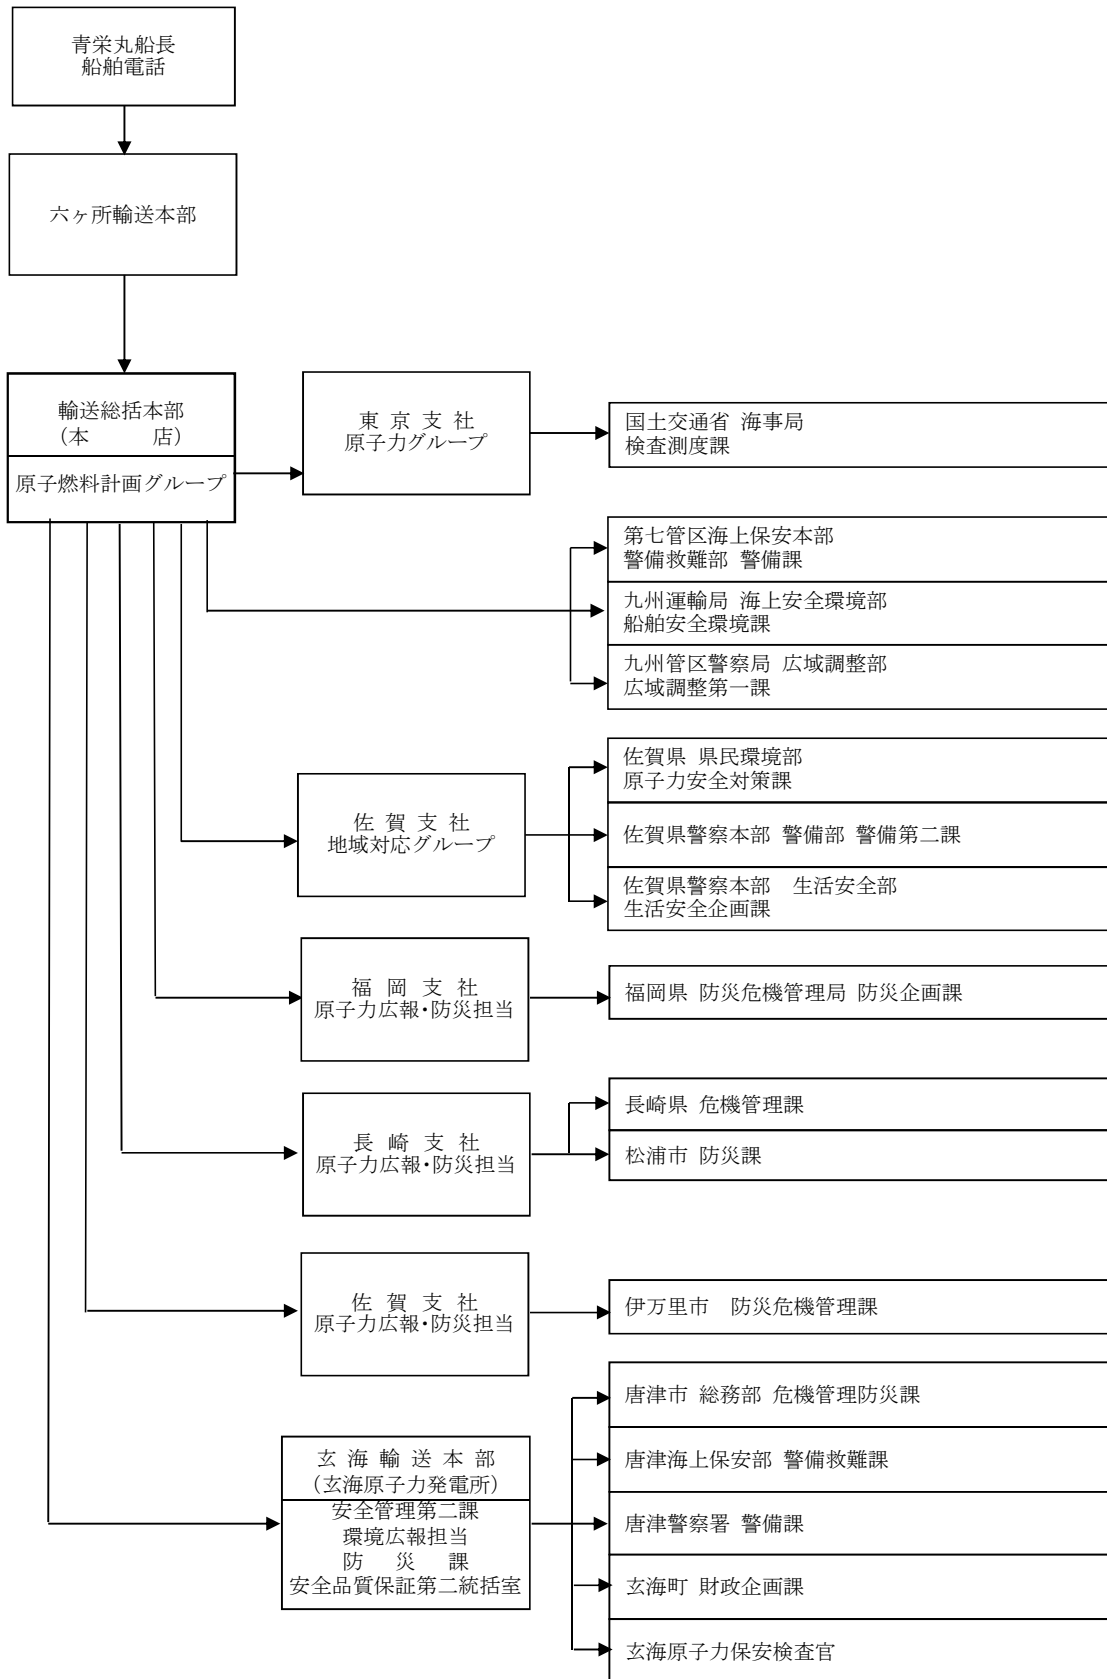 青栄丸船長
船舶電話
六ヶ所輸送本部
輸送総括本部
（本　　　店）
原子燃料計画グループ
東 京 支 社
原子力グループ
国土交通省 海事局
検査測度課
第七管区海上保安本部
警備救難部 警備課
九州運輸局 海上安全環境部
船舶安全環境課
九州管区警察局 広域調整部
広域調整第一課
佐 賀 支 社
地域対応グループ
佐賀県 県民環境部
原子力安全対策課
佐賀県警察本部 警備部 警備第二課
佐賀県警察本部　生活安全部
生活安全企画課
福 岡 支 社
原子力広報・防災担当
福岡県 防災危機管理局 防災企画課
長 崎 支 社
原子力広報・防災担当
長崎県 危機管理課
松浦市 防災課
佐 賀 支 社
原子力広報・防災担当
伊万里市　防災危機管理課
玄 海 輸 送 本 部
（玄海原子力発電所）
安全管理第二課
環境広報担当
防　災　課
安全品質保証第二統括室
唐津市 総務部 危機管理防災課
唐津海上保安部 警備救難課
唐津警察署 警備課
玄海町 財政企画課
玄海原子力保安検査官